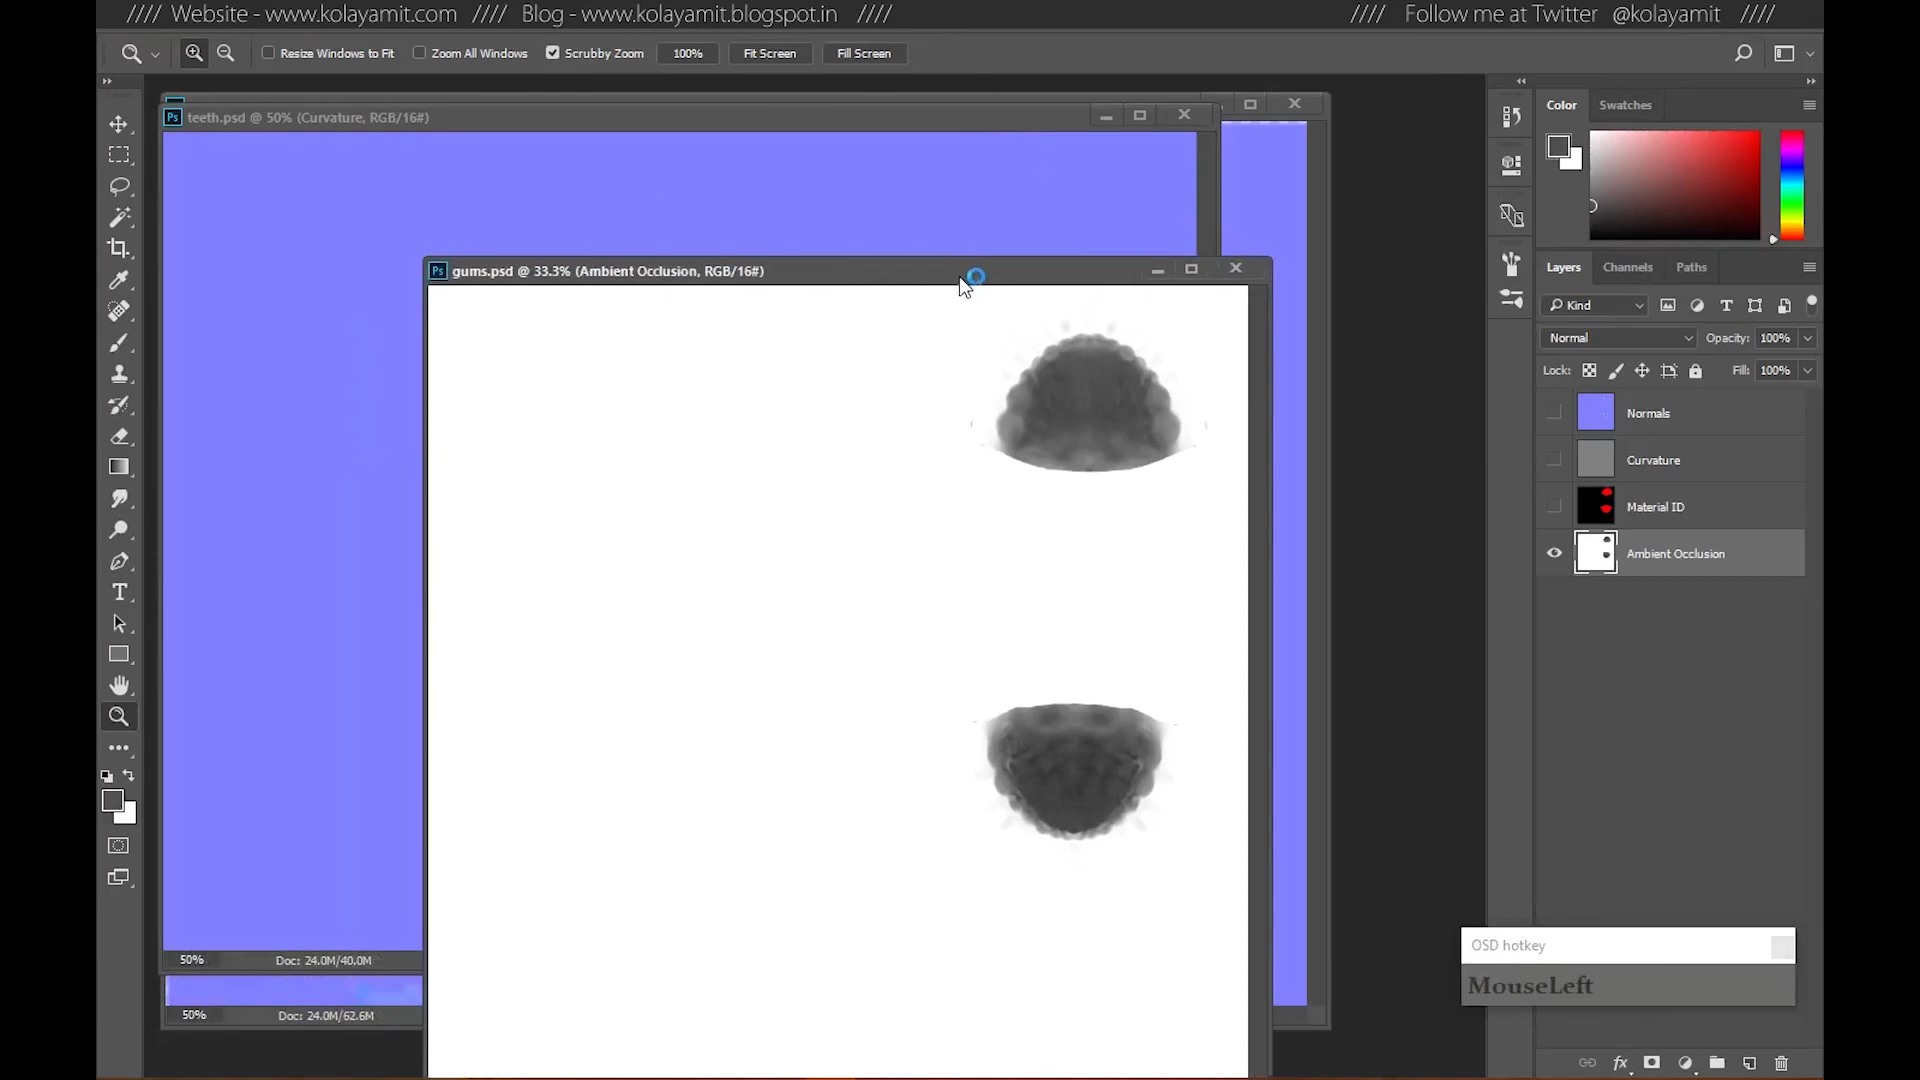 //// Website - www.kolayamit.com //// Blog - www.kolayamit.blogspot.in //// //// Follow me at Twitter @kolayamit ////
Resize Windows to Fit Zoom All Windows Scrubby Zoom 100% Fit Screen Fill Screen
Color Swatches
Ps teeth.psd @ 50% (Curvature, RGB/16#)
Ps gums.psd @ 33.3% (Ambient Occlusion, RGB/16#)
Layers Channels Paths
Kind
Normal Opacity: 100%
Lock: Fill: 100%
Normals
Curvature
Material ID
Ambient Occlusion
50% Doc: 24.0M/40.0M
50% Doc: 24.0M/62.6M
OSD hotkey
MouseLeft
fx